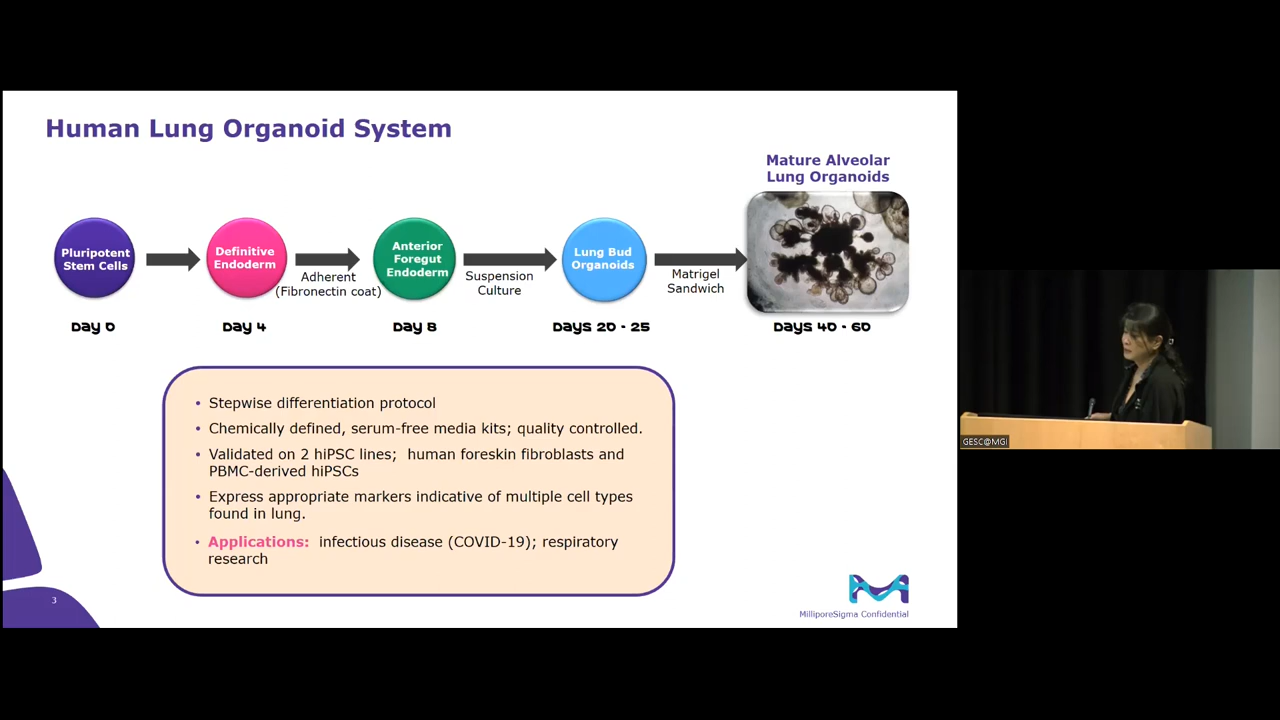 Human Lung Organoid System
Mature Alveolar
Lung Organoids
Pluripotent
Stem Cells
Definitive
Endoderm
Adherent
(Fibronectin coat)
Anterior
Foregut
Endoderm
Suspension
Culture
Lung Bud
Organoids
Matrigel
Sandwich
Day 0
Day 4
Day 8
Days 20 - 25
Days 40 - 60
• Stepwise differentiation protocol
• Chemically defined, serum-free media kits; quality controlled.
• Validated on 2 hiPSC lines; human foreskin fibroblasts and
PBMC-derived hiPSCs
• Express appropriate markers indicative of multiple cell types
found in lung.
• Applications: infectious disease (COVID-19); respiratory
research
3
MilliporeSigma Confidential
GESC@MGI